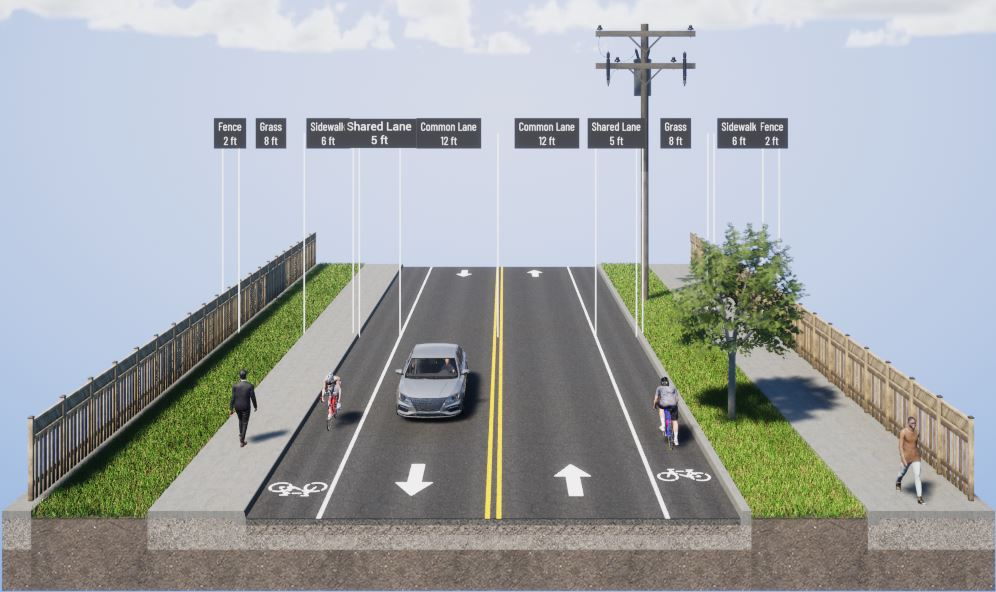 Fence
2 ft
Grass
8 ft
Sidewalk
6 ft
Shared Lane
5 ft
Common Lane
12 ft
Common Lane
12 ft
Shared Lane
5 ft
Grass
8 ft
Sidewalk
6 ft
Fence
2 ft